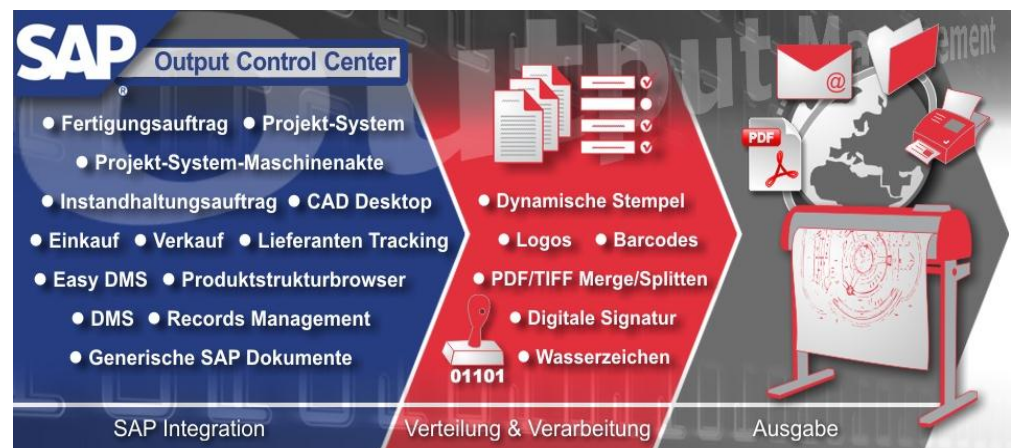 SAP
®
Output Control Center
Output Management
• Fertigungsauftrag • Projekt-System
• Projekt-System-Maschinenakte
• Instandhaltungsauftrag • CAD Desktop
• Einkauf • Verkauf • Lieferanten Tracking
• Easy DMS • Produktstrukturbrowser
• DMS • Records Management
• Generische SAP Dokumente
SAP Integration
• Dynamische Stempel
• Logos • Barcodes
• PDF/TIFF Merge/Splitten
• Digitale Signatur
• Wasserzeichen
01101
Verteilung & Verarbeitung
@
PDF
Ausgabe